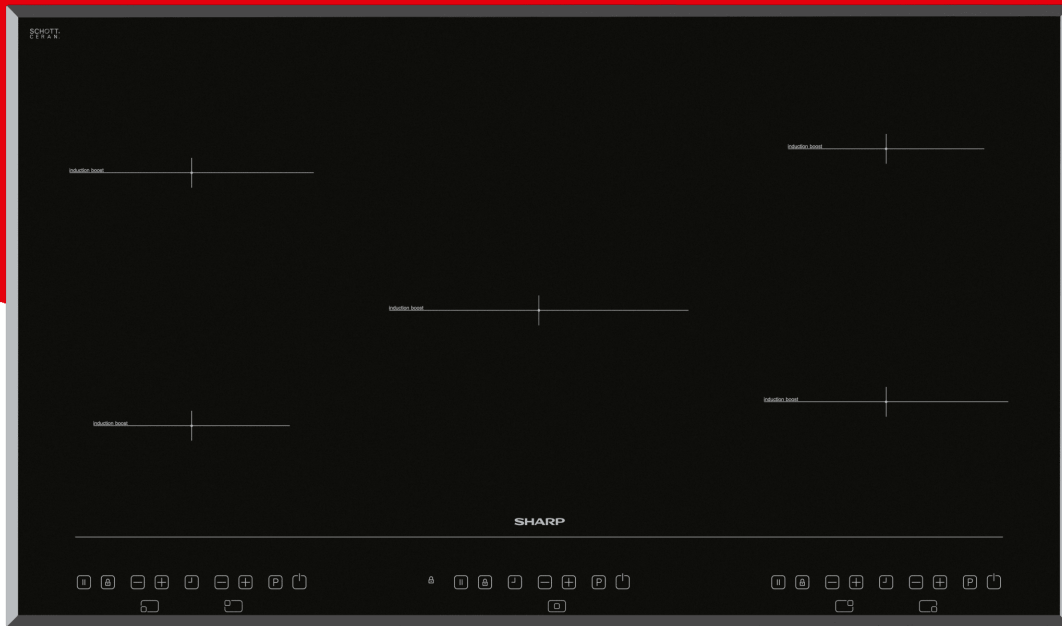 SCHOTT
CERAN
Induction boost
Induction boost
Induction boost
Induction boost
Induction boost
SHARP
P
P
P